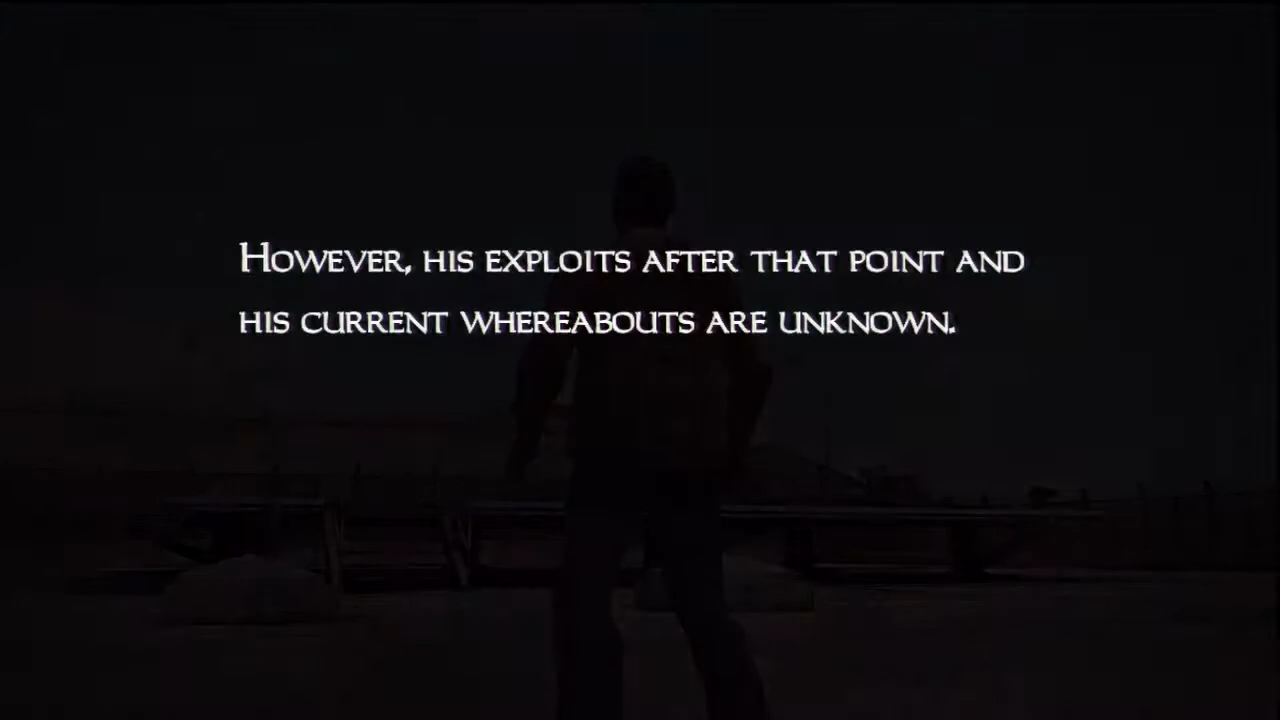 However, his exploits after that point and
his current whereabouts are unknown.